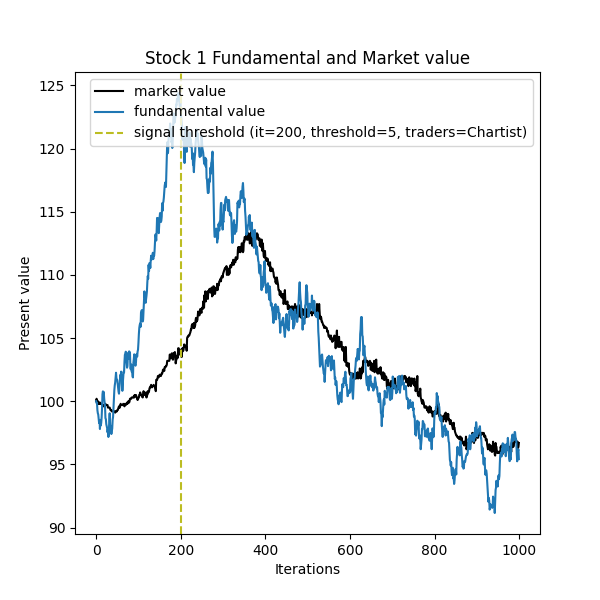 Stock 1 Fundamental and Market value
market value
fundamental value
signal threshold (it=200, threshold=5, traders=Chartist)
125
120
115
110
105
100
95
90
Present value
0 200 400 600 800 1000
Iterations